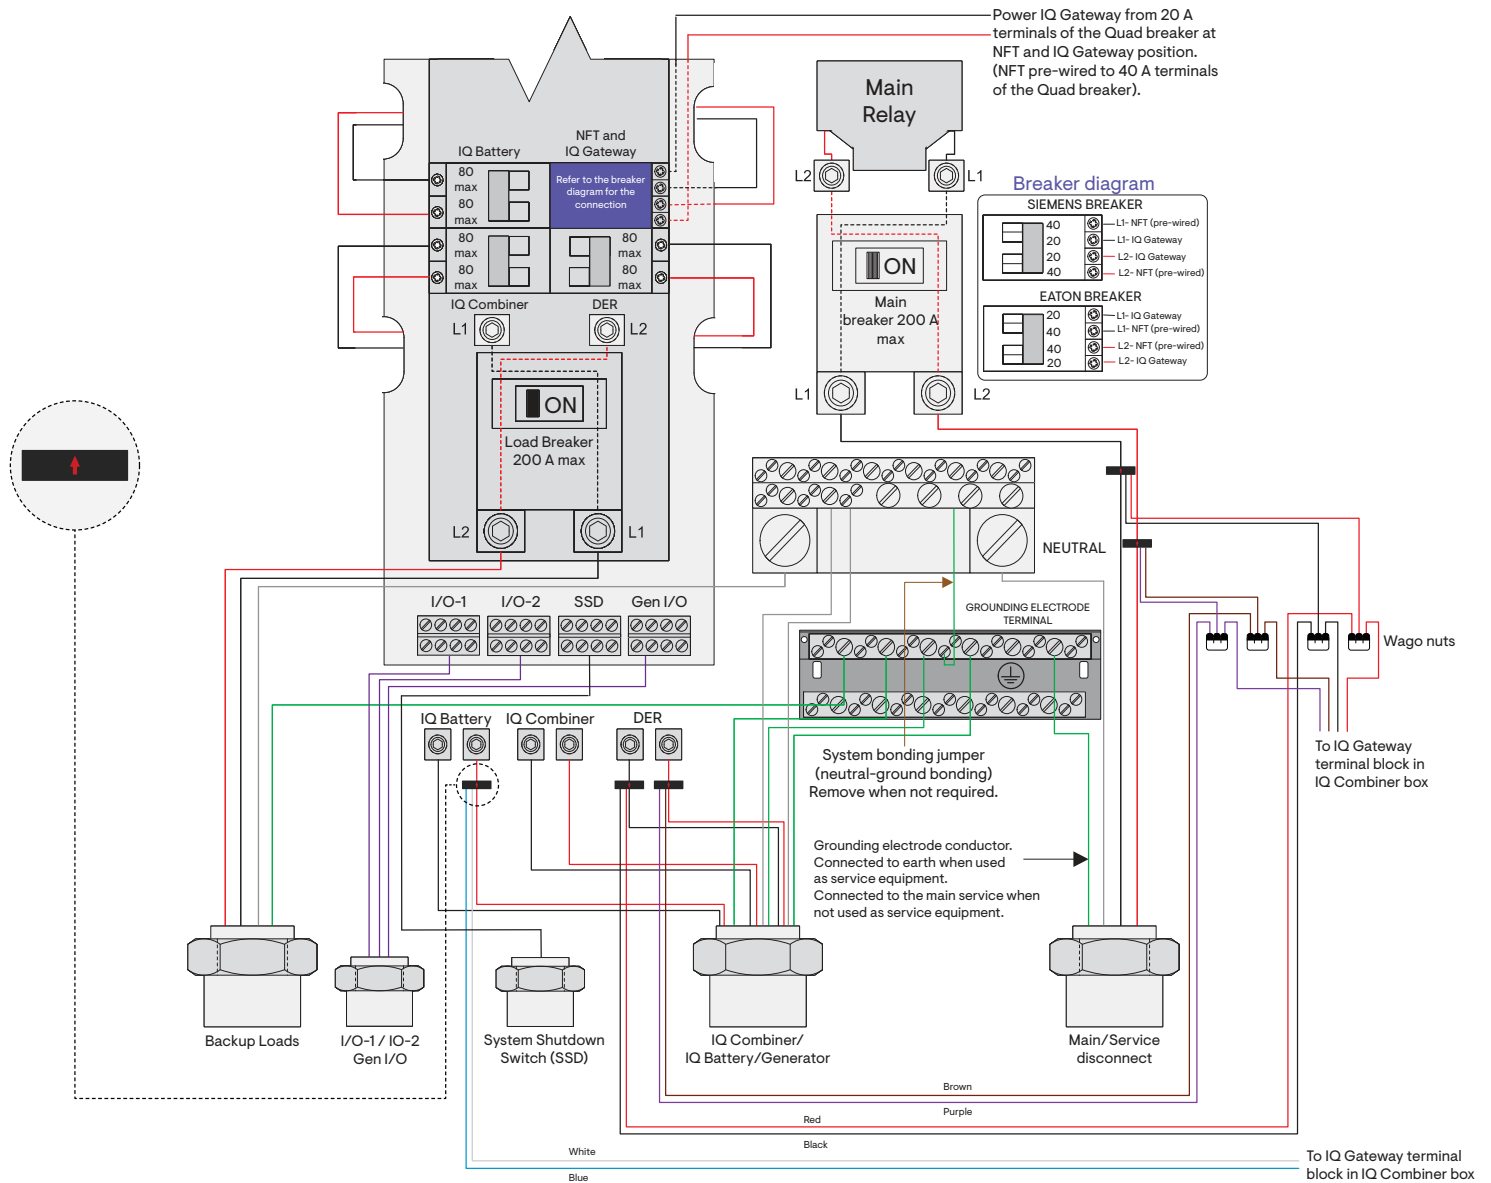 Power IQ Gateway from 20 A
terminals of the Quad breaker at
NFT and IQ Gateway position.
(NFT pre-wired to 40 A terminals
of the Quad breaker).
Main
Relay
L2
L1
NFT and
IQ Gateway
IQ Battery
80
max
80
max
Refer to the breaker
diagram for the
connection
80
max
80
max
80
max
80
max
IQ Combiner
DER
L1
L2
ON
Load Breaker
200 A max
L2
L1
ON
Main
breaker 200 A
max
L1
L2
Breaker diagram
SIEMENS BREAKER
40
L1- NFT (pre-wired)
20
L1- IQ Gateway
20
L2- IQ Gateway
40
L2- NFT (pre-wired)
EATON BREAKER
20
L1- IQ Gateway
40
L1- NFT (pre-wired)
40
L2- NFT (pre-wired)
20
L2- IQ Gateway
NEUTRAL
GROUNDING ELECTRODE
TERMINAL
I/O-1
I/O-2
SSD
Gen I/O
Wago nuts
IQ Battery
IQ Combiner
DER
System bonding jumper
(neutral-ground bonding)
Remove when not required.
To IQ Gateway
terminal block in
IQ Combiner box
Grounding electrode conductor.
Connected to earth when used
as service equipment.
Connected to the main service when
not used as service equipment.
Backup Loads
I/O-1 / IO-2
Gen I/O
System Shutdown
Switch (SSD)
IQ Combiner/
IQ Battery/Generator
Main/Service
disconnect
Brown
Purple
Red
Black
White
Blue
To IQ Gateway terminal
block in IQ Combiner box